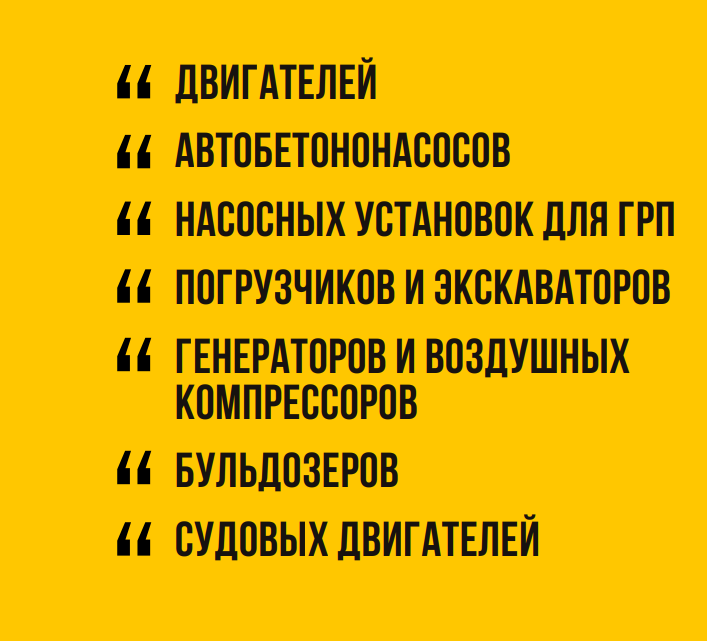 “ ДВИГАТЕЛЕЙ
“ АВТОБЕТОНОНАСОСОВ
“ НАСОСНЫХ УСТАНОВОК ДЛЯ ГРП
“ ПОГРУЗЧИКОВ И ЭКСКАВАТОРОВ
“ ГЕНЕРАТОРОВ И ВОЗДУШНЫХ
КОМПРЕССОРОВ
“ БУЛЬДОЗЕРОВ
“ СУДОВЫХ ДВИГАТЕЛЕЙ